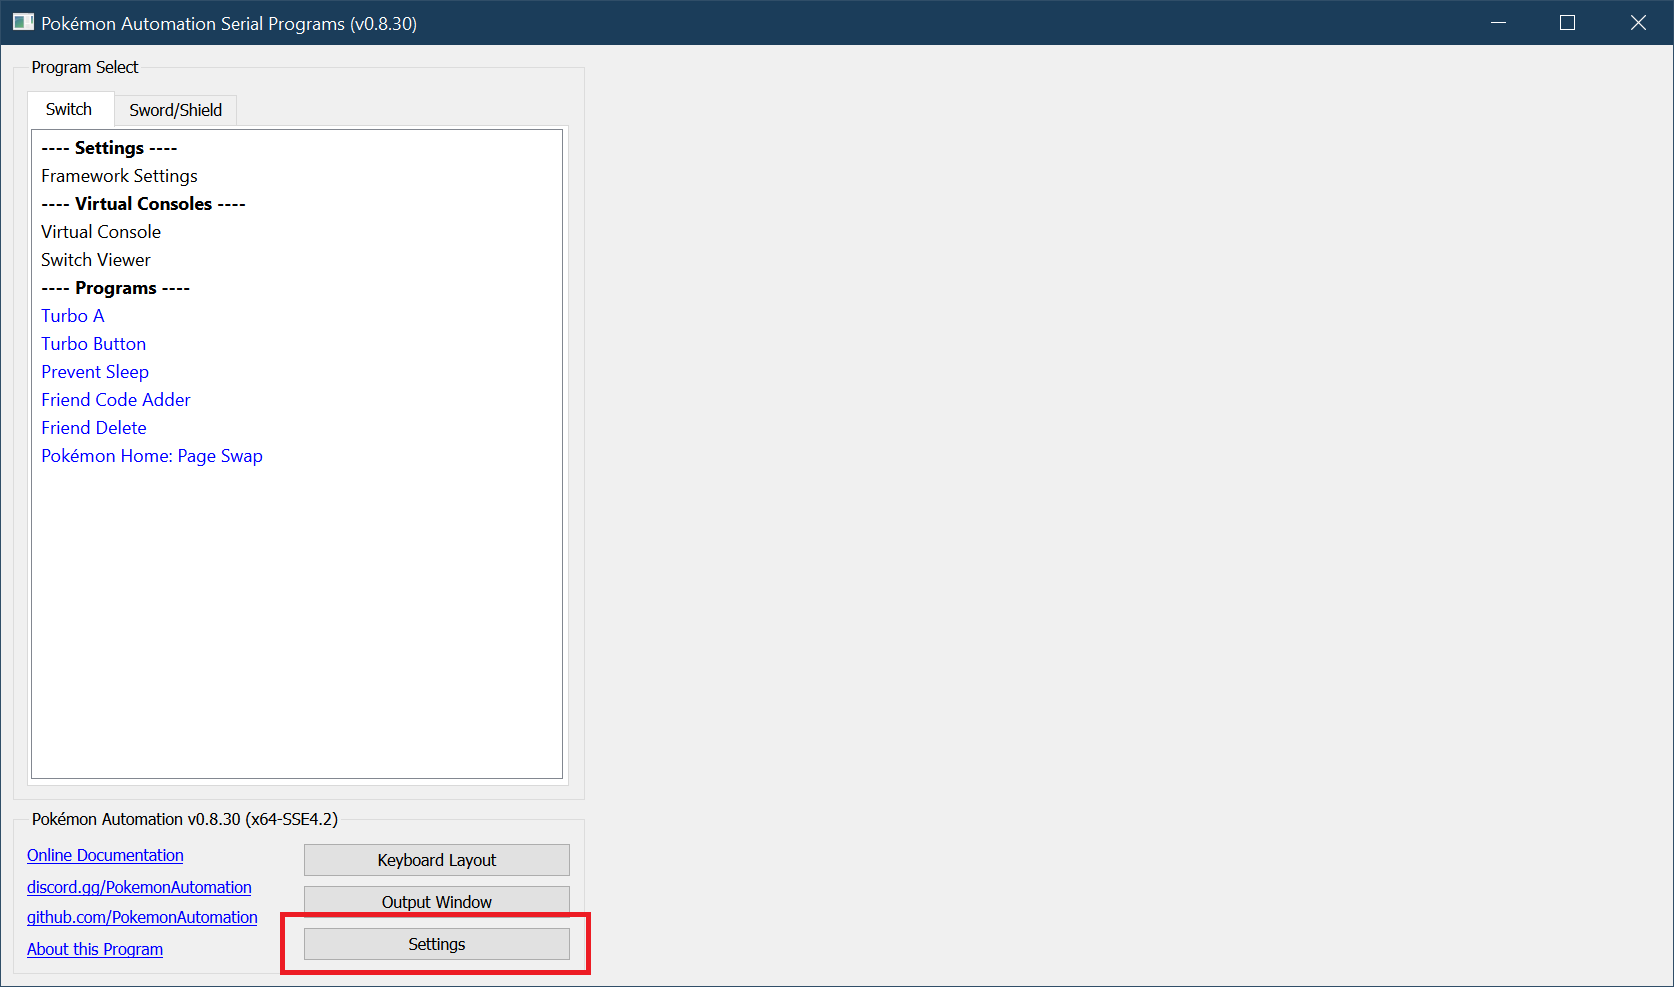 Pokémon Automation Serial Programs (v0.8.30)
Program Select
Switch
Sword/Shield
---- Settings ----
Framework Settings
---- Virtual Consoles ----
Virtual Console
Switch Viewer
---- Programs ----
Turbo A
Turbo Button
Prevent Sleep
Friend Code Adder
Friend Delete
Pokémon Home: Page Swap
Pokémon Automation v0.8.30 (x64-SSE4.2)
Online Documentation
discord.gg/PokemonAutomation
github.com/PokemonAutomation
About this Program
Keyboard Layout
Output Window
Settings